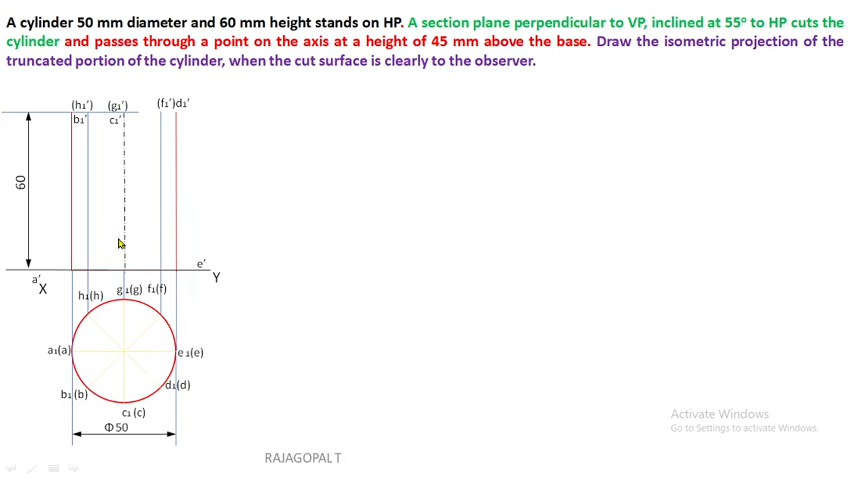 A cylinder 50 mm diameter and 60 mm height stands on HP. A section plane perpendicular to VP, inclined at 55° to HP cuts the
cylinder and passes through a point on the axis at a height of 45 mm above the base. Draw the isometric projection of the
truncated portion of the cylinder, when the cut surface is clearly to the observer.
(h₁') (g₁') (f₁')d₁'
b₁' c₁'
60
e'
a'
X Y
h₁(h) g₁(g) f₁(f)
a₁(a) e₁(e)
b₁(b) d₁(d)
c₁(c)
Φ50
RAJAGOPAL T
Activate Windows
Go to Settings to activate Windows.